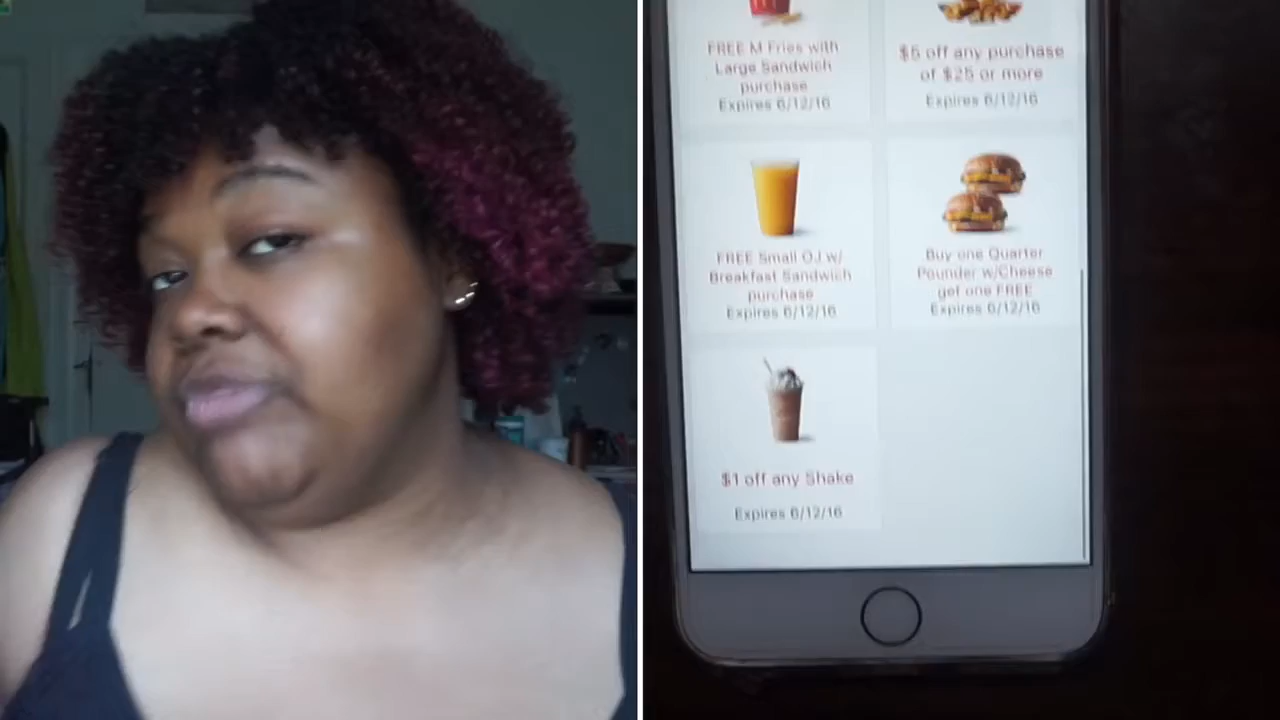 FREE M Fries with
Large Sandwich
purchase
Expires 6/12/16
$5 off any purchase
of $25 or more
Expires 6/12/16
FREE Small OJ w/
Breakfast Sandwich
purchase
Expires 6/12/16
Buy one Quarter
Pounder w/Cheese
get one FREE
Expires 6/12/16
$1 off any Shake
Expires 6/12/16